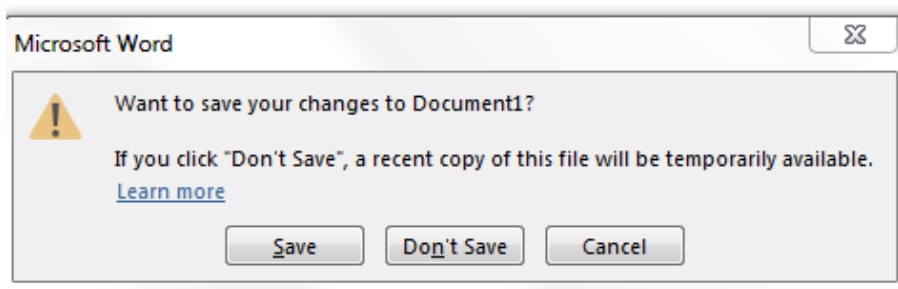 Microsoft Word
Want to save your changes to Document1?
If you click "Don't Save", a recent copy of this file will be temporarily available.
Learn more
Save Don't Save Cancel